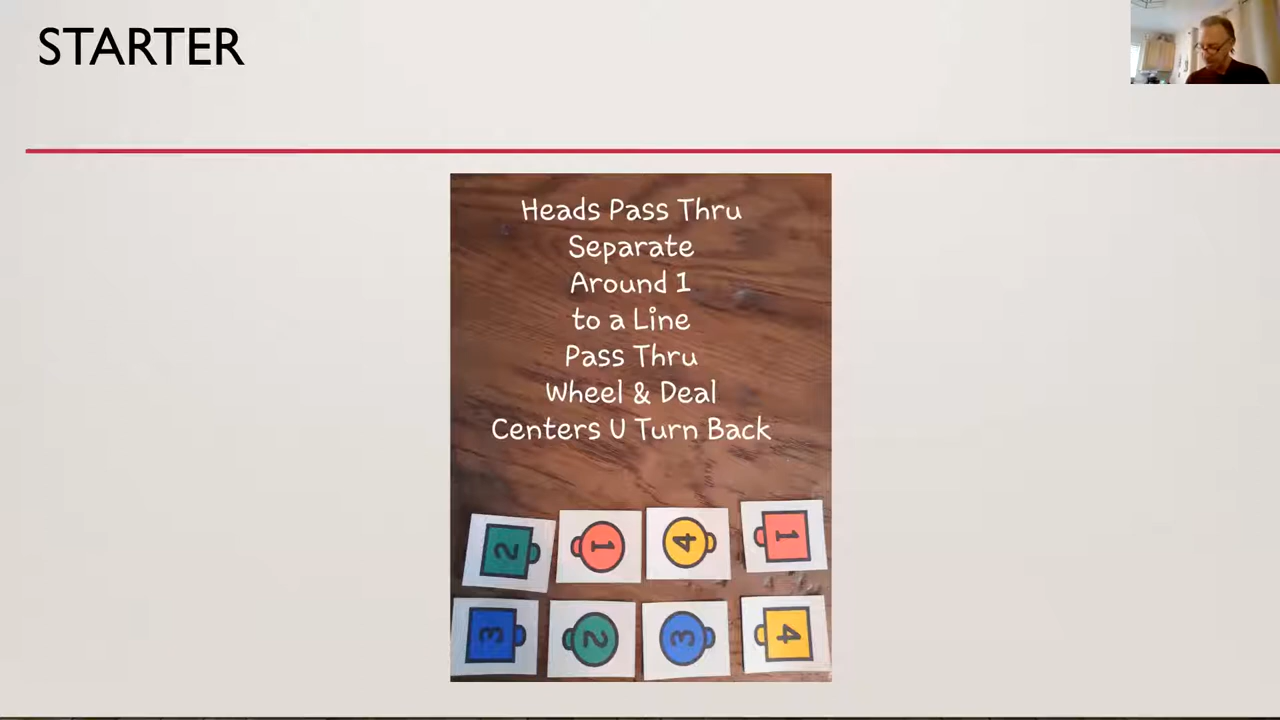 STARTER
Heads Pass Thru
Separate
Around 1
to a Line
Pass Thru
Wheel & Deal
Centers U Turn Back
2 1 4 1
3 2 3 4